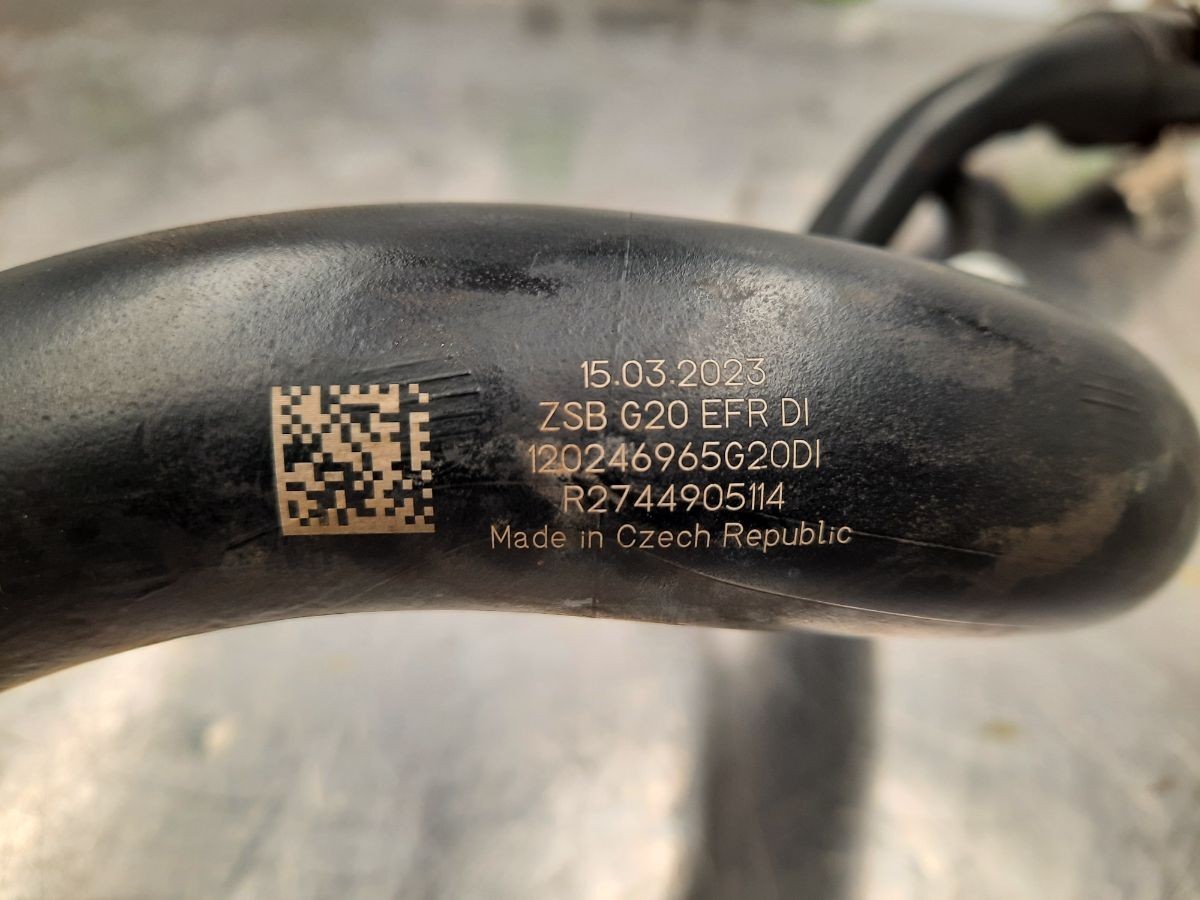 15.03.2023
ZSB G20 EFR DI
120246965G20DI
R2744905114
Made in Czech Republic